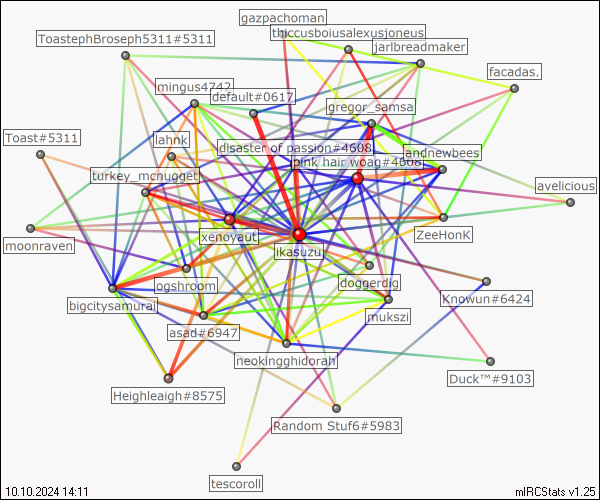 gazpachoman
thiccusboiusalexusjoneus
ToastephBroseph5311#5311
jarlbreadmaker
facadas.
mingus4742
default#0617
gregor_samsa
Toast#5311
lahnk
disaster of passion#4608
andnewbees
pink hair woag#4668
turkey_mcnugget
avelicious
xenoyaut
ZeeHonK
moonraven
ikasuzu
ogshroom
doggerdig
Knowun#6424
bigcitysamurai
mukszi
asad#6947
neokingghidorah
Duck™#9103
Heighleaigh#8575
Random Stuf6#5983
tescoroll
10.10.2024 14:11
mIRCStats v1.25